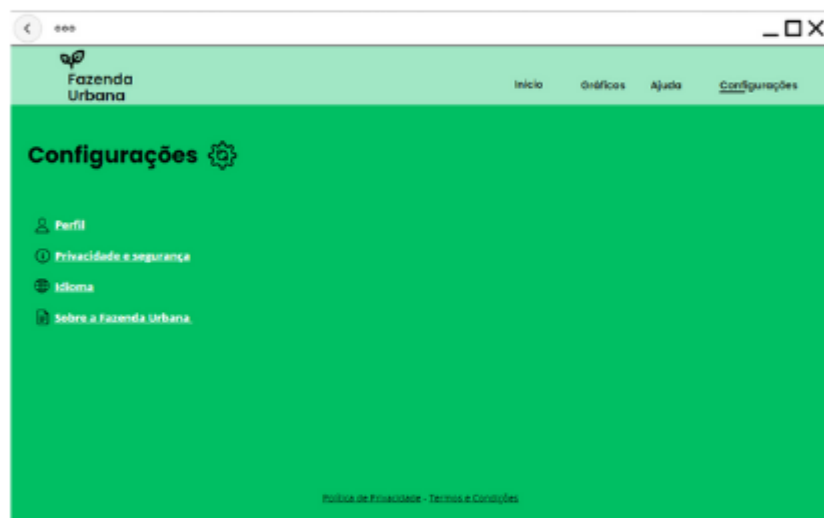 Fazenda
Urbana
Início Gráficos Ajuda Configurações
Configurações
Perfil
Privacidade e segurança
Idioma
Sobre a Fazenda Urbana
Política de Privacidade - Termos e Condições